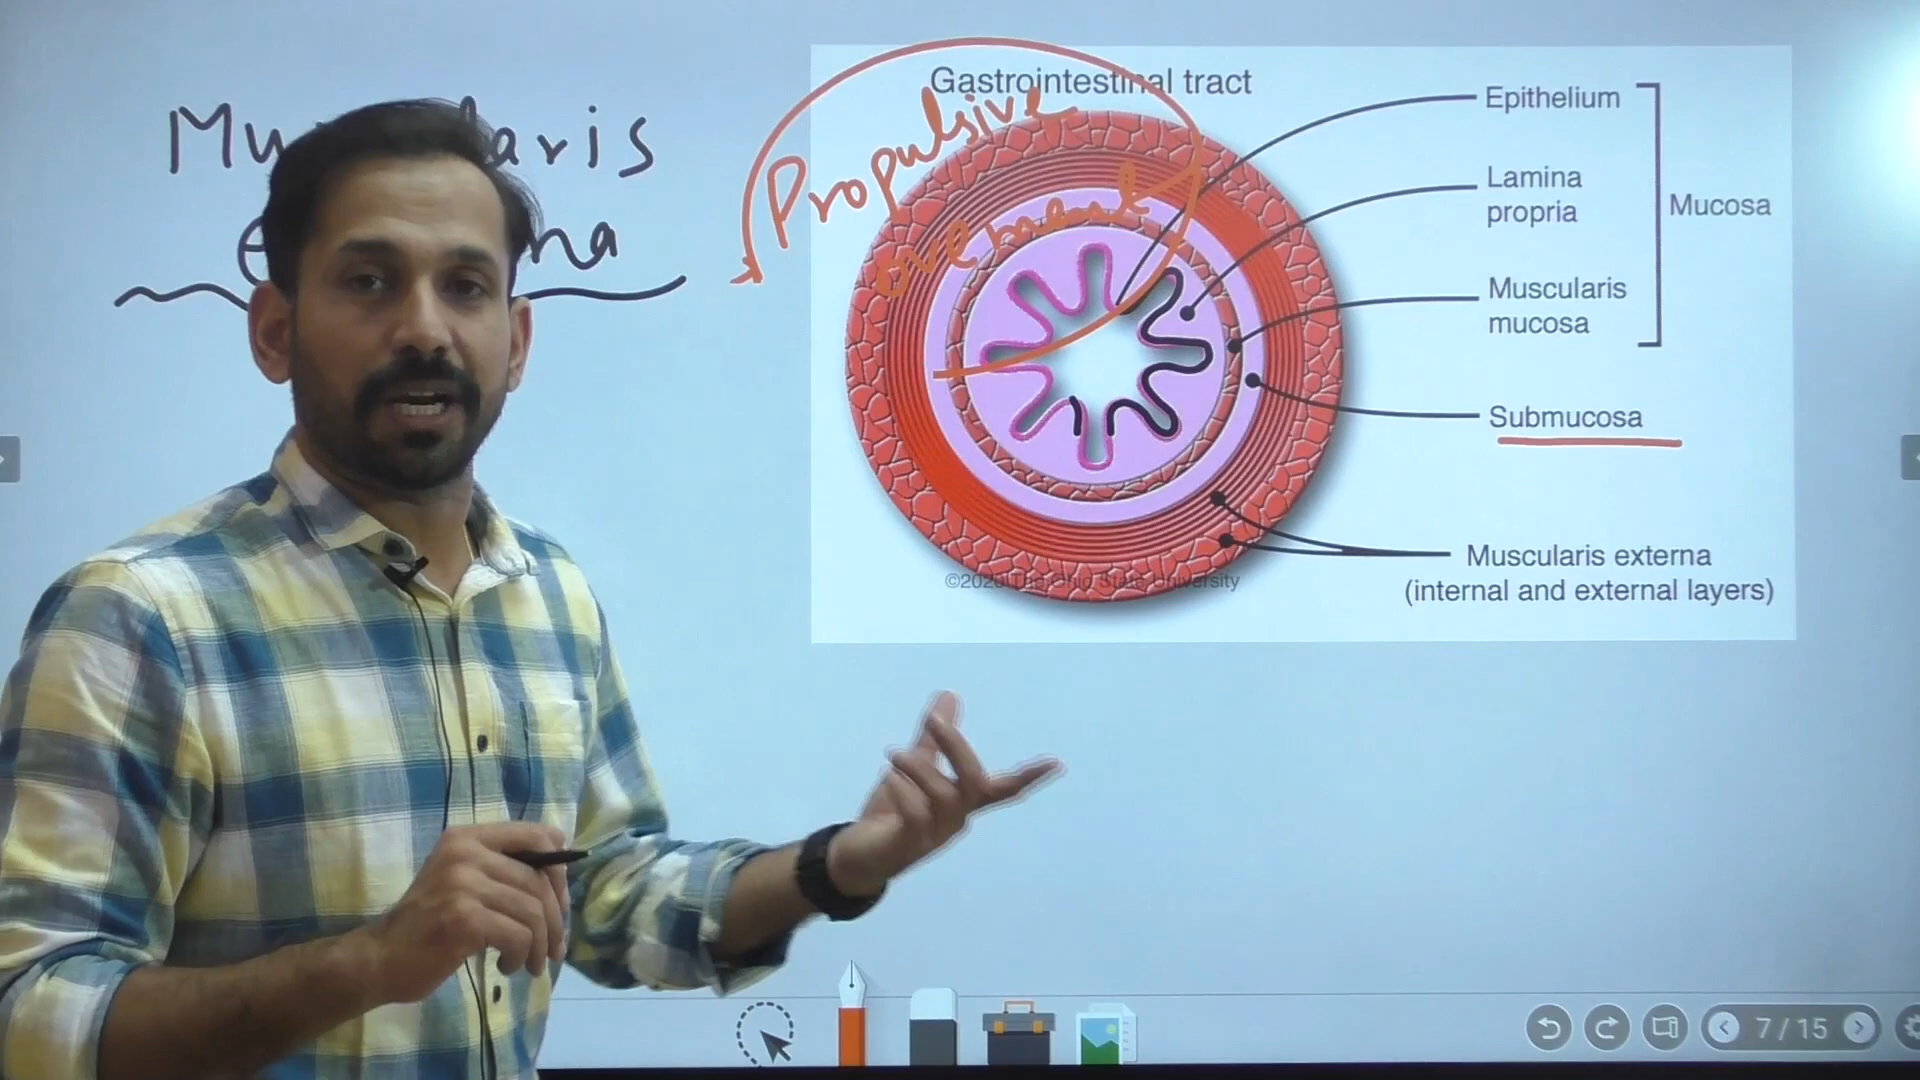 Gastrointestinal tract
Propulsive
Epithelium
Lamina
propria
Mucosa
Muscularis
mucosa
Submucosa
Muscularis externa
(internal and external layers)
7/15